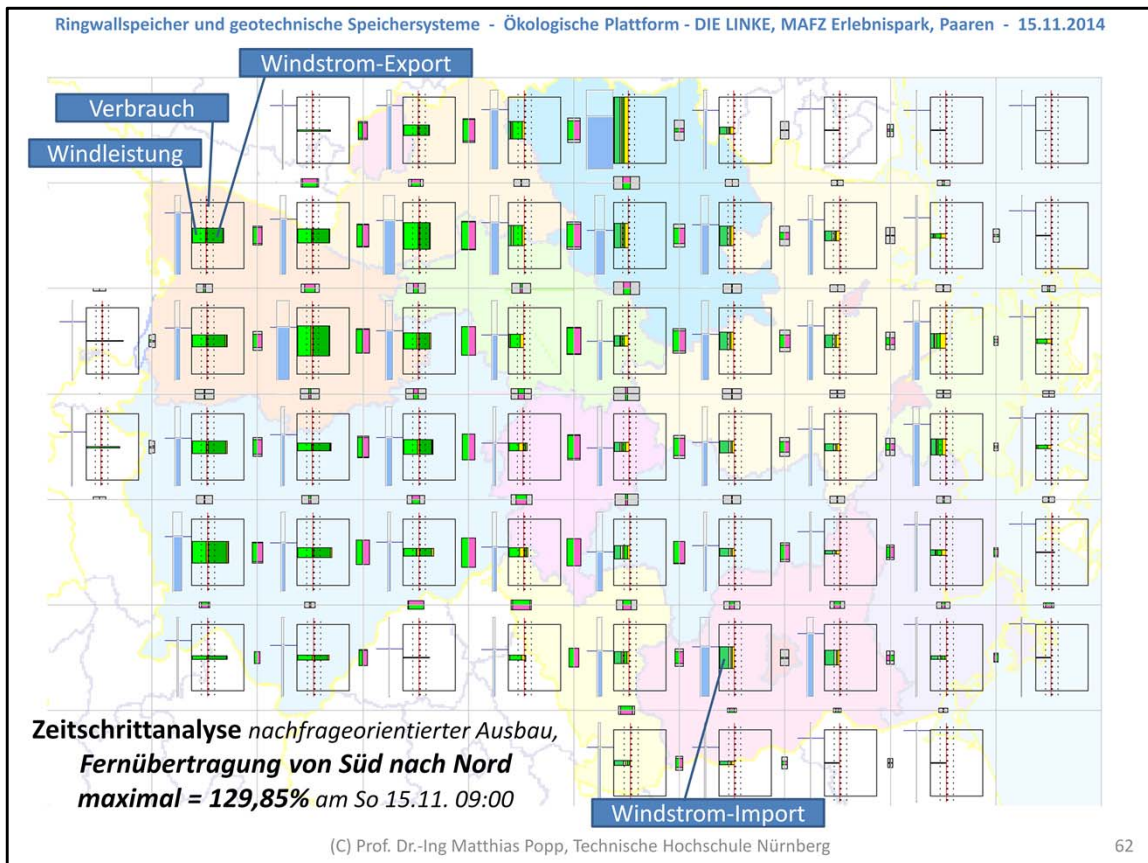 Ringwallspeicher und geotechnische Speichersysteme - Ökologische Plattform - DIE LINKE, MAFZ Erlebnispark, Paaren - 15.11.2014
Windstrom-Export
Verbrauch
Windleistung
Zeitschrittanalyse nachfrageorientierter Ausbau,
Fernübertragung von Süd nach Nord
maximal = 129,85% am So 15.11. 09:00
Windstrom-Import
(C) Prof. Dr.-Ing Matthias Popp, Technische Hochschule Nürnberg
62